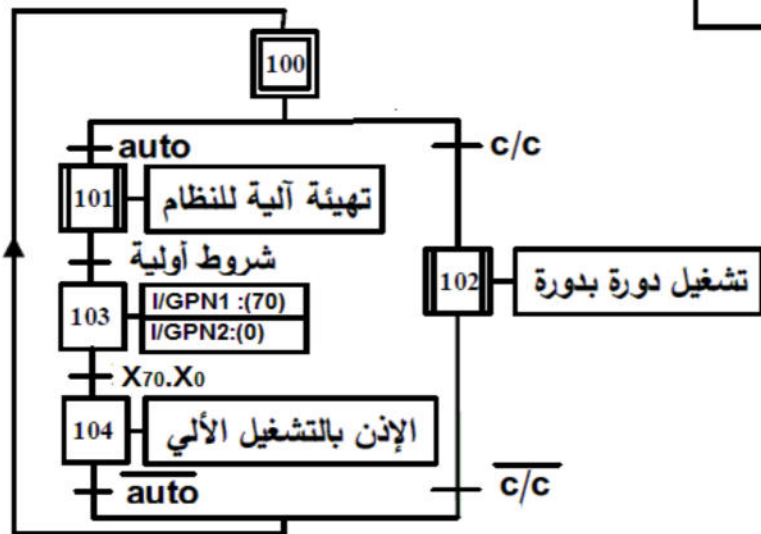 100
auto
c/c
101
تهيئة آلية للنظام
شروط أولية
102
تشغيل دورة بدورة
103
I/GPN1 :(70)
I/GPN2:(0)
X70.X0
104
الإذن بالتشغيل الألي
auto
c/c